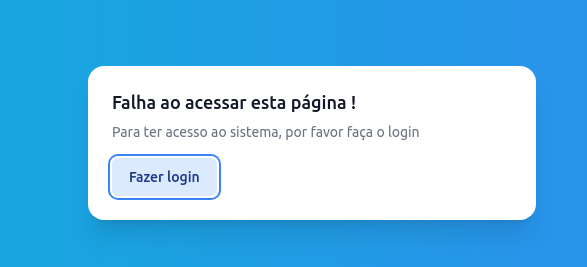 Falha ao acessar esta página !
Para ter acesso ao sistema, por favor faça o login
Fazer login